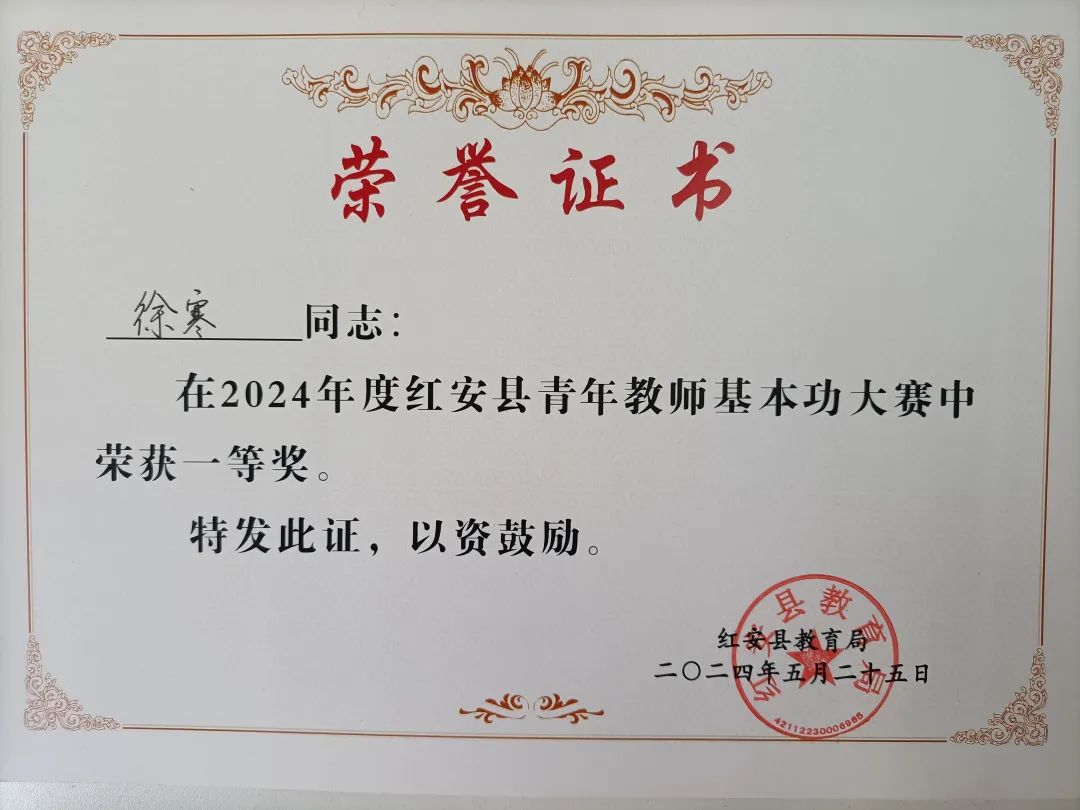 荣誉证书
徐寒同志:
在2024年度红安县青年教师基本功大赛中
荣获一等奖。
特发此证,以资鼓励。
红安县教育局
二〇二四年五月二十五日
红安县教育局